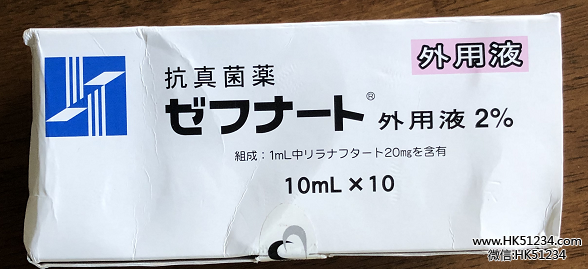 抗真菌薬
外用液
ゼフナート® 外用液 2%
組成：1mL中リラナフタート20mgを含有
10mL×10
www.HK51234.com
微信:HK51234